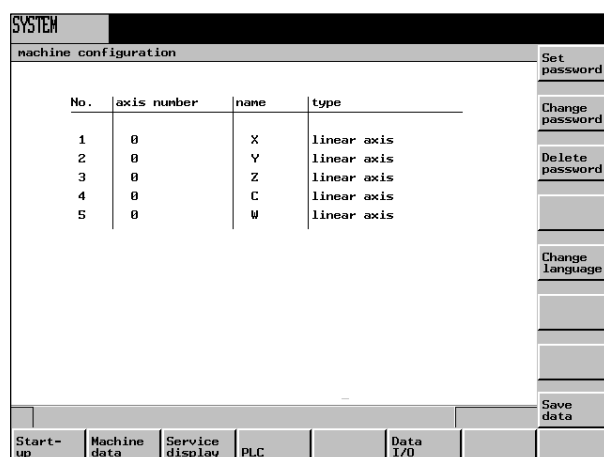 SYSTEM
machine configuration
No. axis number name type
1 0 X linear axis
2 0 Y linear axis
3 0 Z linear axis
4 0 C linear axis
5 0 W linear axis
Set
password
Change
password
Delete
password
Change
language
Save
data
Start-
up
Machine
data
Service
display
PLC
Data
I/O